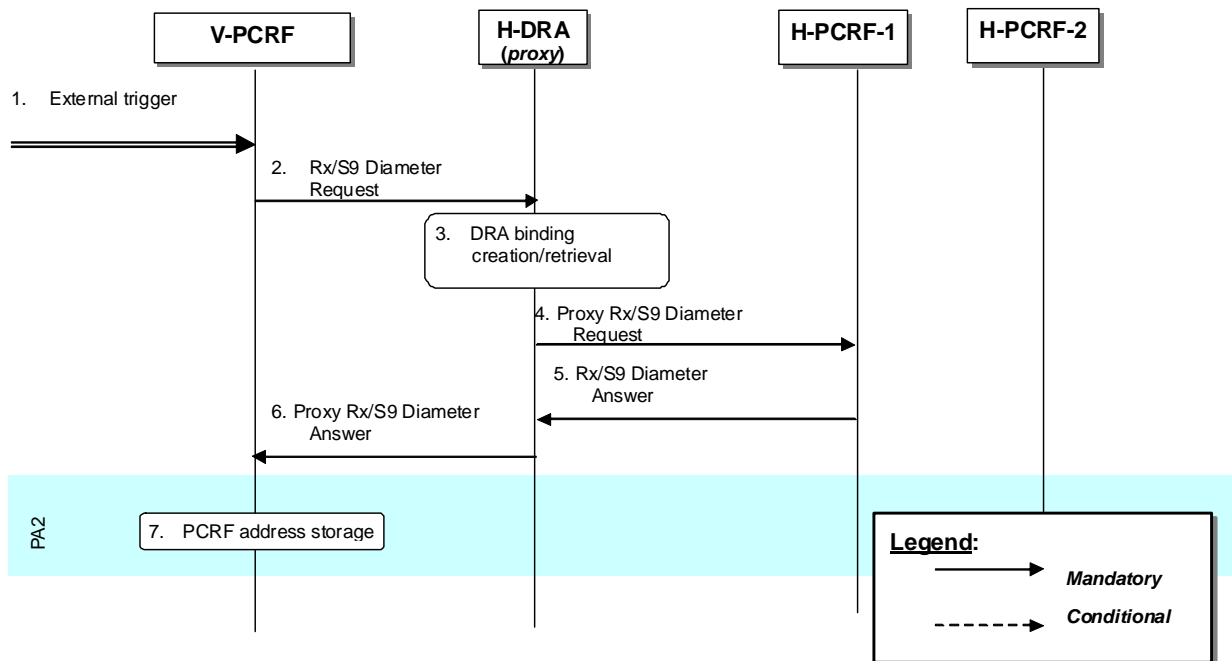 V-PCRF
H-DRA
(proxy)
H-PCRF-1
H-PCRF-2
1. External trigger
2. Rx/S9 Diameter
Request
3. DRA binding
creation/retrieval
4. Proxy Rx/S9 Diameter
Request
5. Rx/S9 Diameter
Answer
6. Proxy Rx/S9 Diameter
Answer
PA2
7. PCRF address storage
Legend:
Mandatory
Conditional